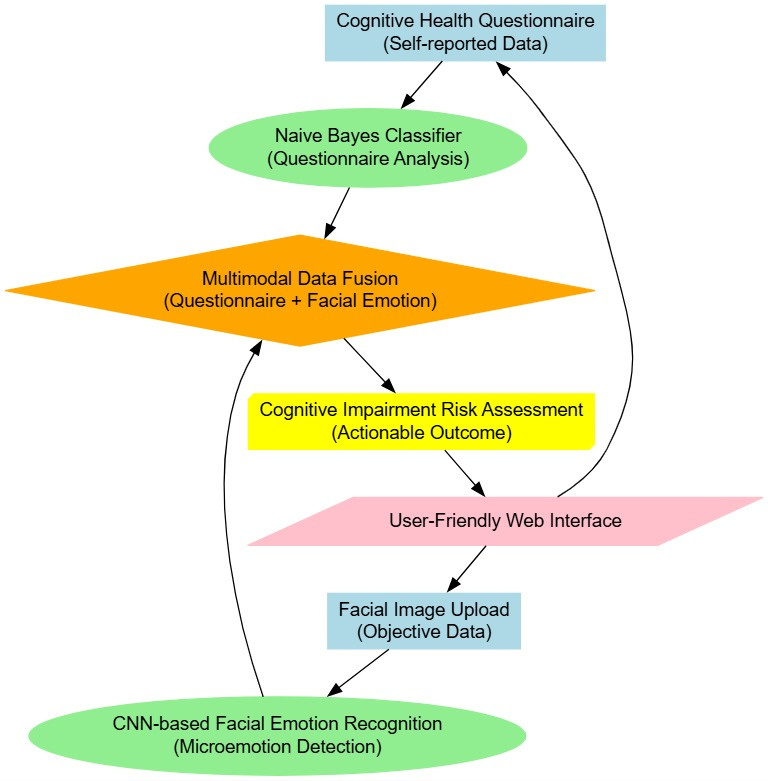 Cognitive Health Questionnaire
(Self-reported Data)
Naive Bayes Classifier
(Questionnaire Analysis)
Multimodal Data Fusion
(Questionnaire + Facial Emotion)
Cognitive Impairment Risk Assessment
(Actionable Outcome)
User-Friendly Web Interface
Facial Image Upload
(Objective Data)
CNN-based Facial Emotion Recognition
(Microemotion Detection)